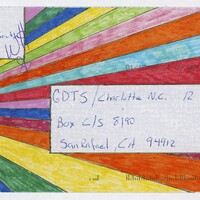 GDTS / Charlotte N.C. 12
Box C/S 8190
San Rafael, CA 94912